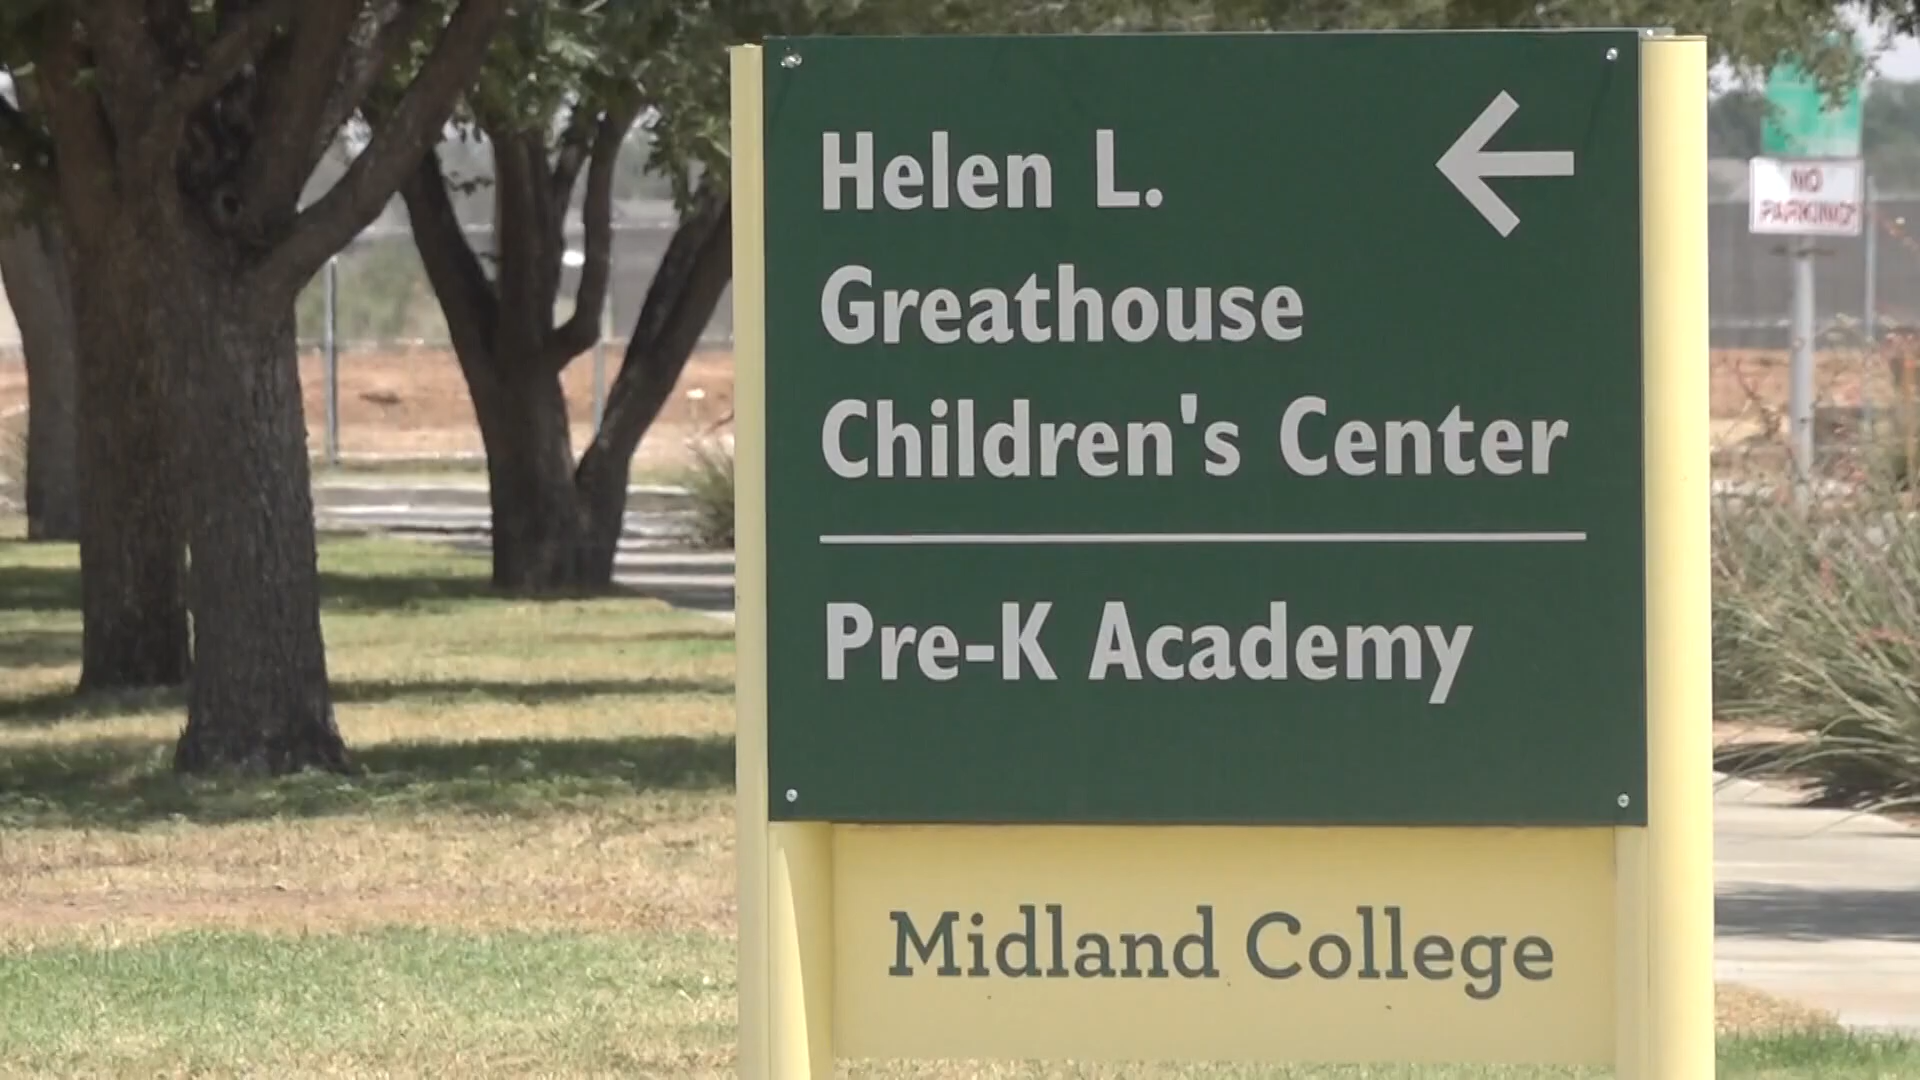 Helen L.
Greathouse
Children's Center
Pre-K Academy
Midland College
NO
PARKING